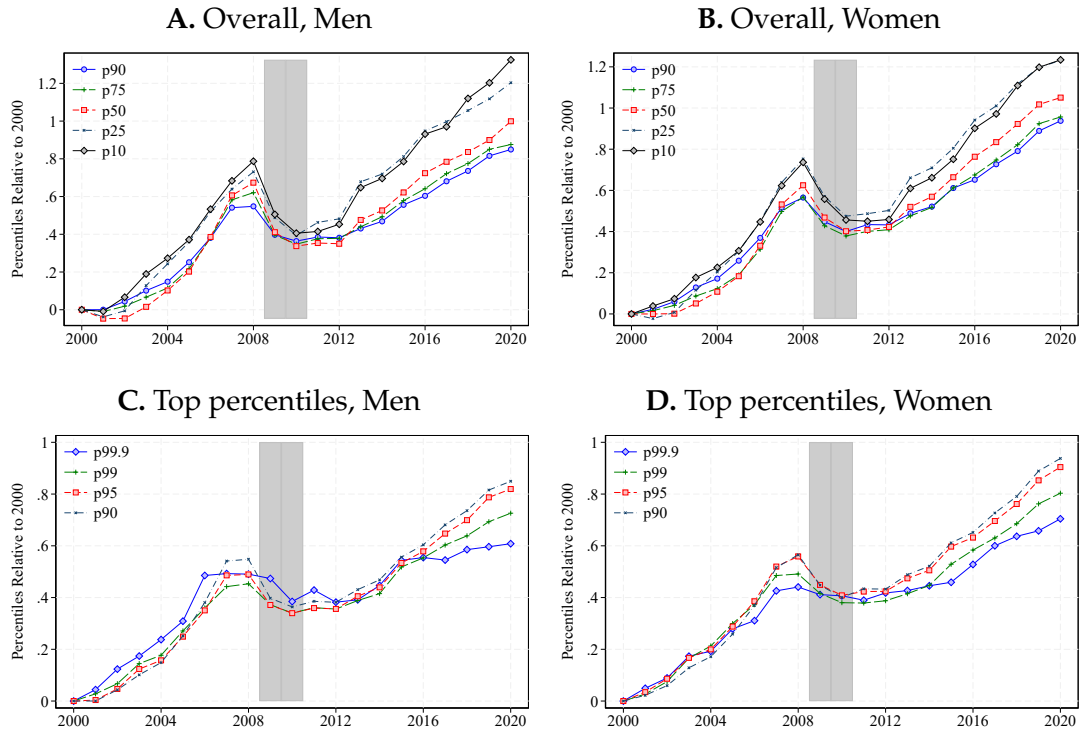 A. Overall, Men
Percentiles Relative to 2000
p90
p75
p50
p25
p10
1.2
1
.8
.6
.4
.2
0
2000 2004 2008 2012 2016 2020
B. Overall, Women
Percentiles Relative to 2000
p90
p75
p50
p25
p10
1.2
1
.8
.6
.4
.2
0
2000 2004 2008 2012 2016 2020
C. Top percentiles, Men
Percentiles Relative to 2000
p99.9
p99
p95
p90
1
.8
.6
.4
.2
0
2000 2004 2008 2012 2016 2020
D. Top percentiles, Women
Percentiles Relative to 2000
p99.9
p99
p95
p90
1
.8
.6
.4
.2
0
2000 2004 2008 2012 2016 2020